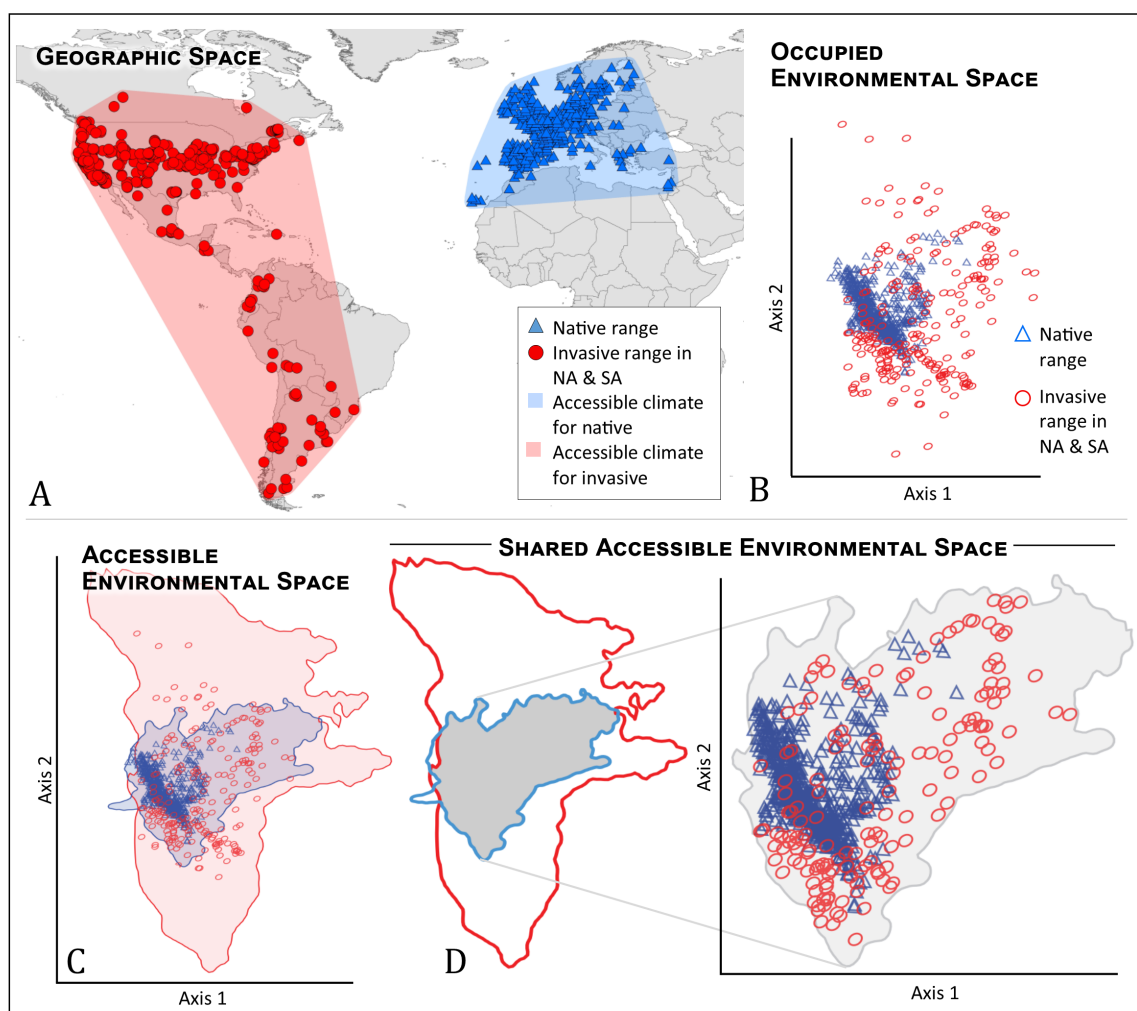 GEOGRAPHIC SPACE
Native range
Invasive range in
NA & SA
Accessible climate
for native
Accessible climate
for invasive
A
OCCUPIED
ENVIRONMENTAL SPACE
Axis 2
Native
range
Invasive
range in
NA & SA
B
Axis 1
ACCESSIBLE
ENVIRONMENTAL SPACE
Axis 2
C
Axis 1
SHARED ACCESSIBLE ENVIRONMENTAL SPACE
D
Axis 2
Axis 1